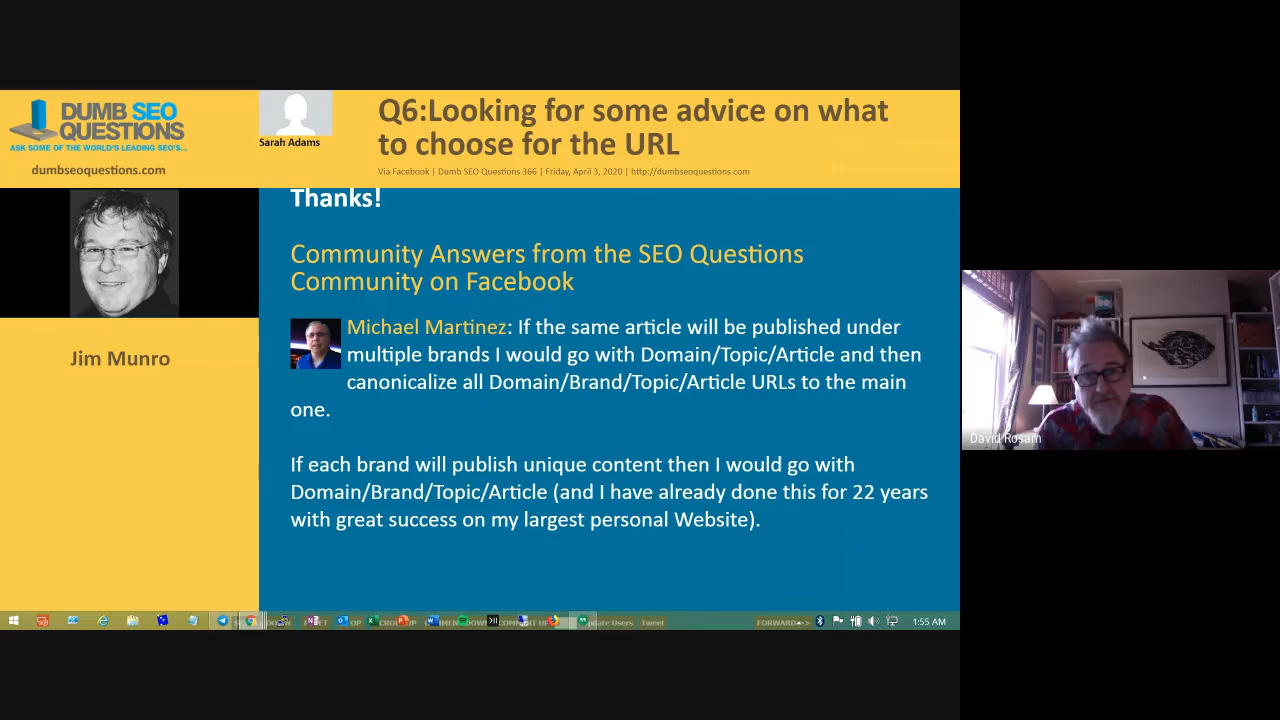 DUMB SEO
QUESTIONS
ASK SOME OF THE WORLD'S LEADING SEO'S...
dumbseoquestions.com
Sarah Adams
Q6:Looking for some advice on what
to choose for the URL
Via Facebook | Dumb SEO Questions 366 | Friday, April 3, 2020 | http://dumbseoquestions.com
Jim Munro
Thanks!
Community Answers from the SEO Questions
Community on Facebook
Michael Martinez: If the same article will be published under
multiple brands I would go with Domain/Topic/Article and then
canonicalize all Domain/Brand/Topic/Article URLs to the main
one.
If each brand will publish unique content then I would go with
Domain/Brand/Topic/Article (and I have already done this for 22 years
with great success on my largest personal Website).
David Rosam
Update Users Tweet FORWARD
1:55 AM